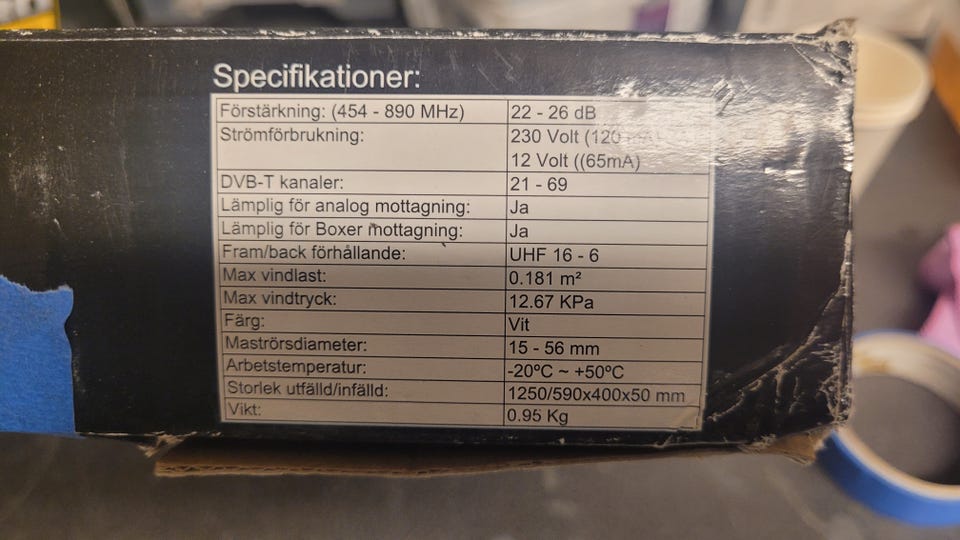 Specifikationer:
Förstärkning: (454 - 890 MHz) 22 - 26 dB
Strömförbrukning: 230 Volt (120
12 Volt ((65mA)
DVB-T kanaler: 21 - 69
Lämplig för analog mottagning: Ja
Lämplig för Boxer mottagning: Ja
Fram/back förhållande: UHF 16 - 6
Max vindlast: 0.181 m²
Max vindtryck: 12.67 KPa
Färg: Vit
Maströrsdiameter: 15 - 56 mm
Arbetstemperatur: -20ºC ~ +50ºC
Storlek utfälld/infälld: 1250/590x400x50 mm
Vikt: 0.95 Kg